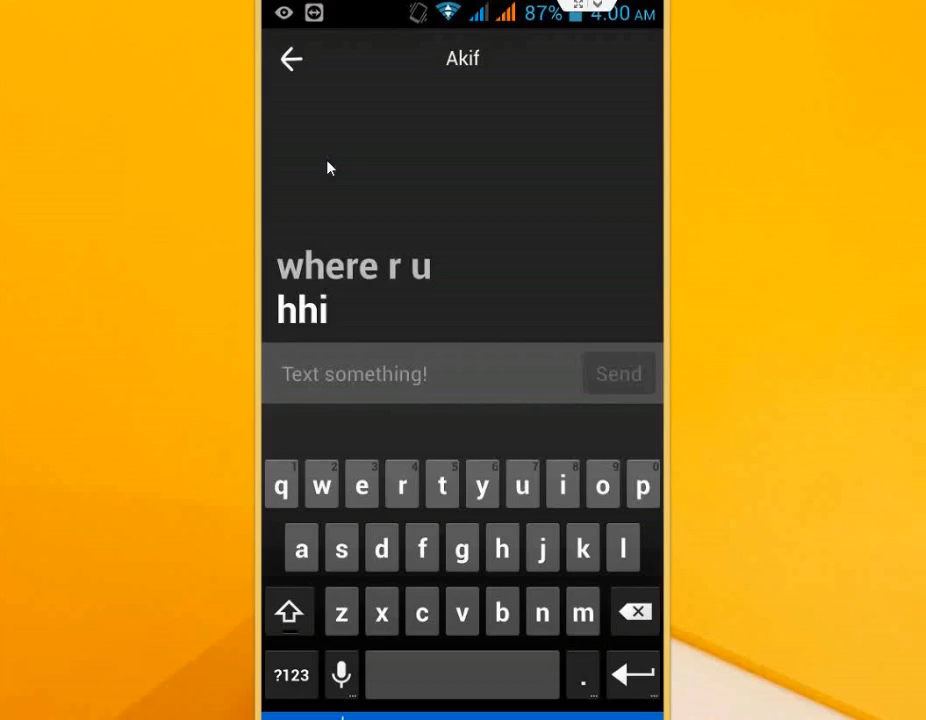 87% 4:00 AM
Akif
where r u
hhi
Text something! Send
1 2 3 4 5 6 7 8 9 0
q w e r t y u i o p
a s d f g h j k l
z x c v b n m
?123 ... . ... ...